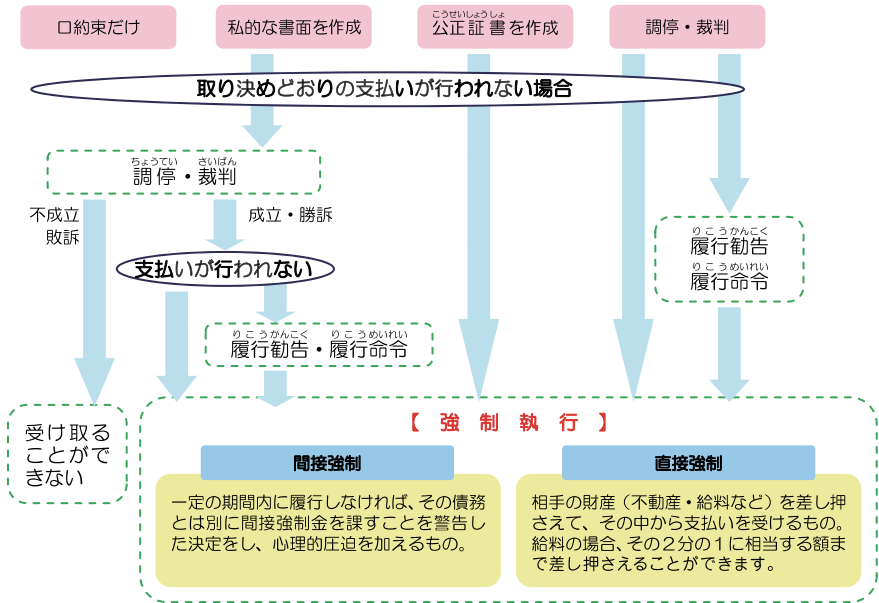 口約束だけ
私的な書面を作成
こうせいしょうしょ
公正証書を作成
調停・裁判
取り決めどおりの支払いが行われない場合
ちょうてい さいばん
調停・裁判
不成立
敗訴
成立・勝訴
りこうかんこく
履行勧告
りこうめいれい
履行命令
支払いが行われない
りこうかんこく りこうめいれい
履行勧告・履行命令
受け取る
ことがで
きない
【強制執行】
間接強制
一定の期間内に履行しなければ、その債務
とは別に間接強制金を課すことを警告し
た決定をし、心理的圧迫を加えるもの。
直接強制
相手の財産（不動産・給料など）を差し押
さえて、その中から支払いを受けるもの。
給料の場合、その２分の１に相当する額ま
で差し押さえることができます。